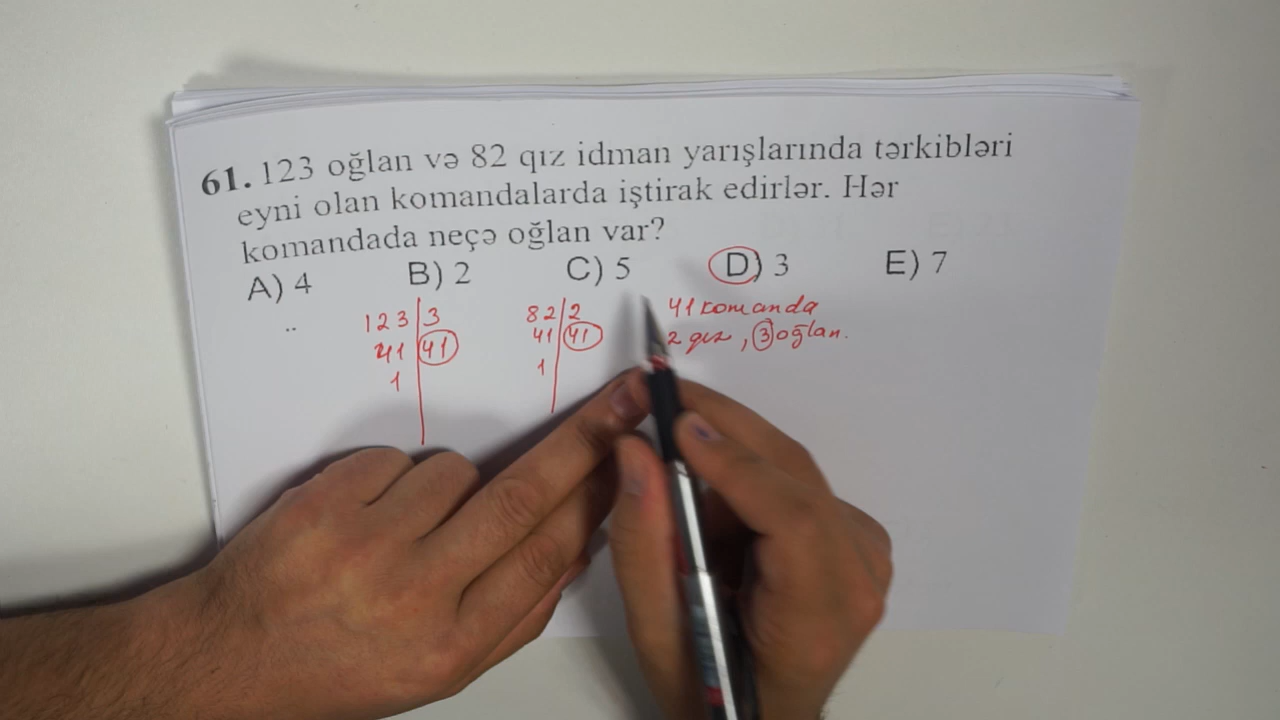 61. 123 oğlan və 82 qız idman yarışlarında tərkibləri
eyni olan komandalarda iştirak edirlər. Hər
komandada neçə oğlan var?
A) 4 B) 2 C) 5 D) 3 E) 7
123 3
41 41
1
82 2
41 41
1
41 komanda
2 qız, 3 oğlan.